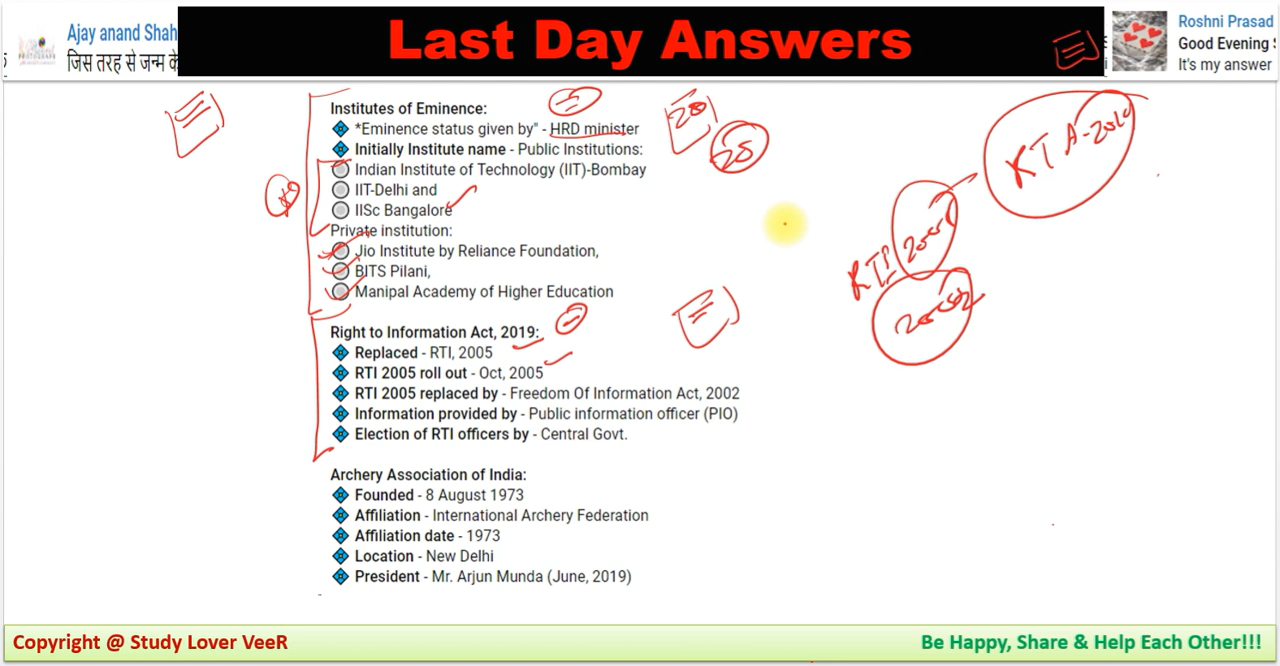 Last Day Answers
Ajay anand Shah
जिस तरह से जन्म के
Roshni Prasad
Good Evening
It's my answer
Institutes of Eminence:
*Eminence status given by" - HRD minister
Initially Institute name - Public Institutions:
Indian Institute of Technology (IIT)-Bombay
IIT-Delhi and
IISc Bangalore
Private institution:
Jio Institute by Reliance Foundation,
BITS Pilani,
Manipal Academy of Higher Education
Right to Information Act, 2019:
Replaced - RTI, 2005
RTI 2005 roll out - Oct, 2005
RTI 2005 replaced by - Freedom Of Information Act, 2002
Information provided by - Public information officer (PIO)
Election of RTI officers by - Central Govt.
Archery Association of India:
Founded - 8 August 1973
Affiliation - International Archery Federation
Affiliation date - 1973
Location - New Delhi
President - Mr. Arjun Munda (June, 2019)
20
Copyright @ Study Lover VeeR
Be Happy, Share & Help Each Other!!!